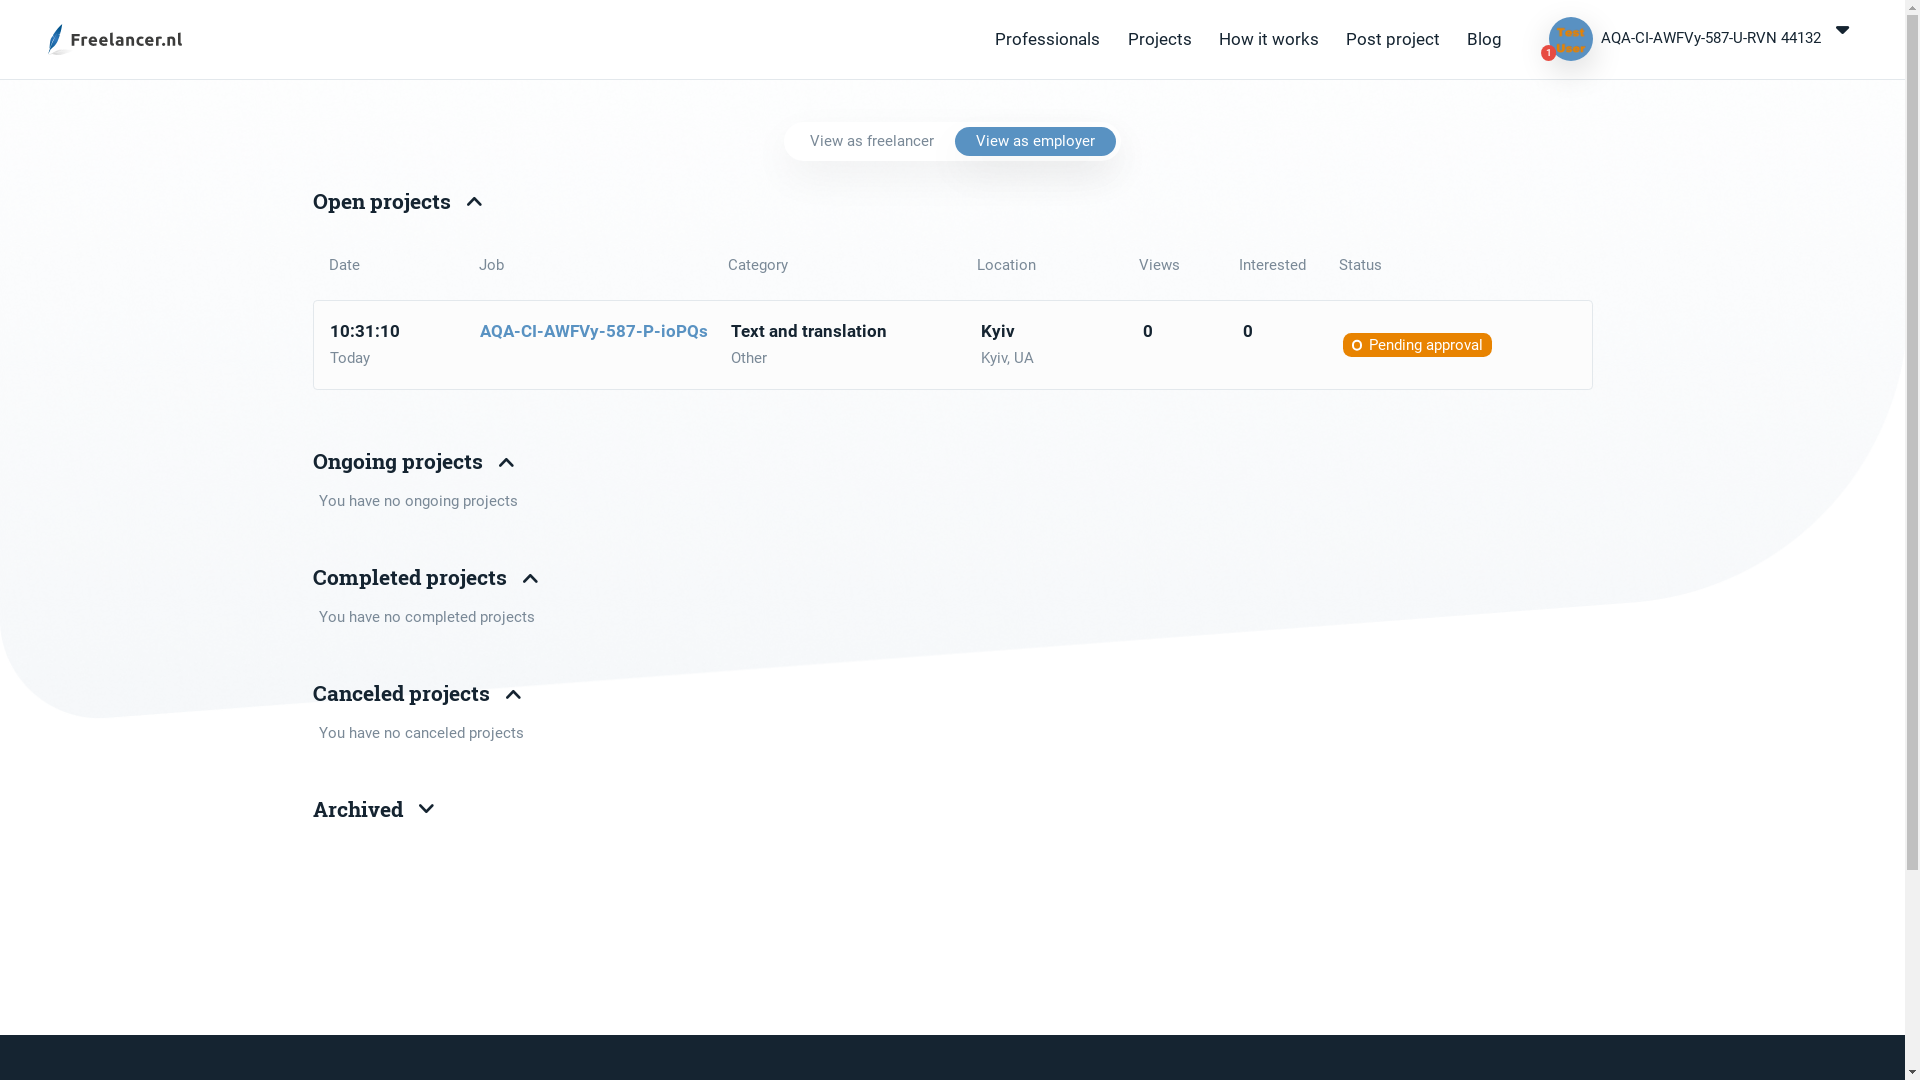 Freelancer.nl
Professionals
Projects
How it works
Post project
Blog
Test
User
1
AQA-CI-AWFVy-587-U-RVN 44132
View as freelancer
View as employer
Open projects
Date Job Category Location Views Interested Status
10:31:10 AQA-CI-AWFVy-587-P-ioPQs Text and translation Kyiv 0 0 Pending approval
Today Other Kyiv, UA
Ongoing projects
You have no ongoing projects
Completed projects
You have no completed projects
Canceled projects
You have no canceled projects
Archived